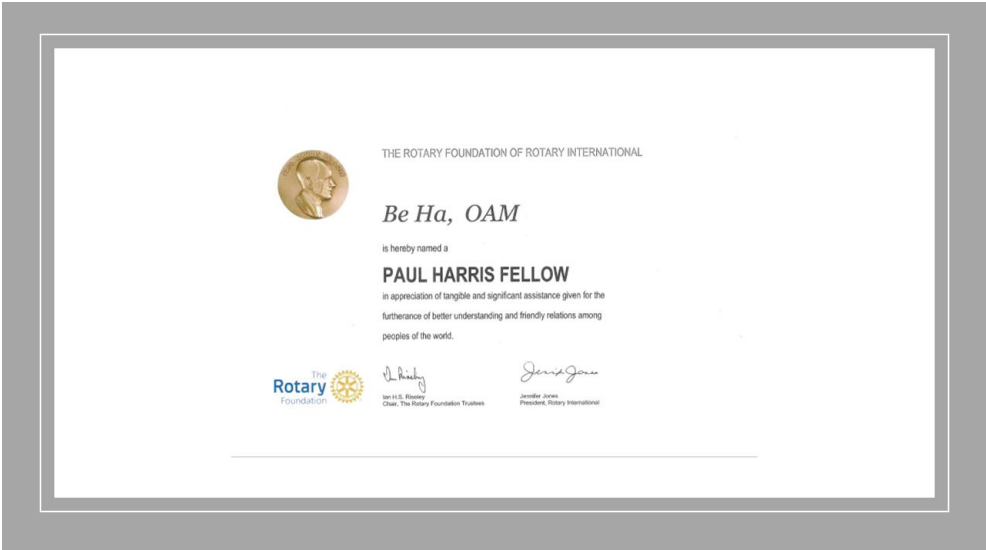 THE ROTARY FOUNDATION OF ROTARY INTERNATIONAL
Be Ha, OAM
is hereby named a
PAUL HARRIS FELLOW
in appreciation of tangible and significant assistance given for the
furtherance of better understanding and friendly relations among
peoples of the world.
The
Rotary
Foundation
Ian H.S. Riseley
Chair, The Rotary Foundation Trustees
Jennifer Jones
President, Rotary International